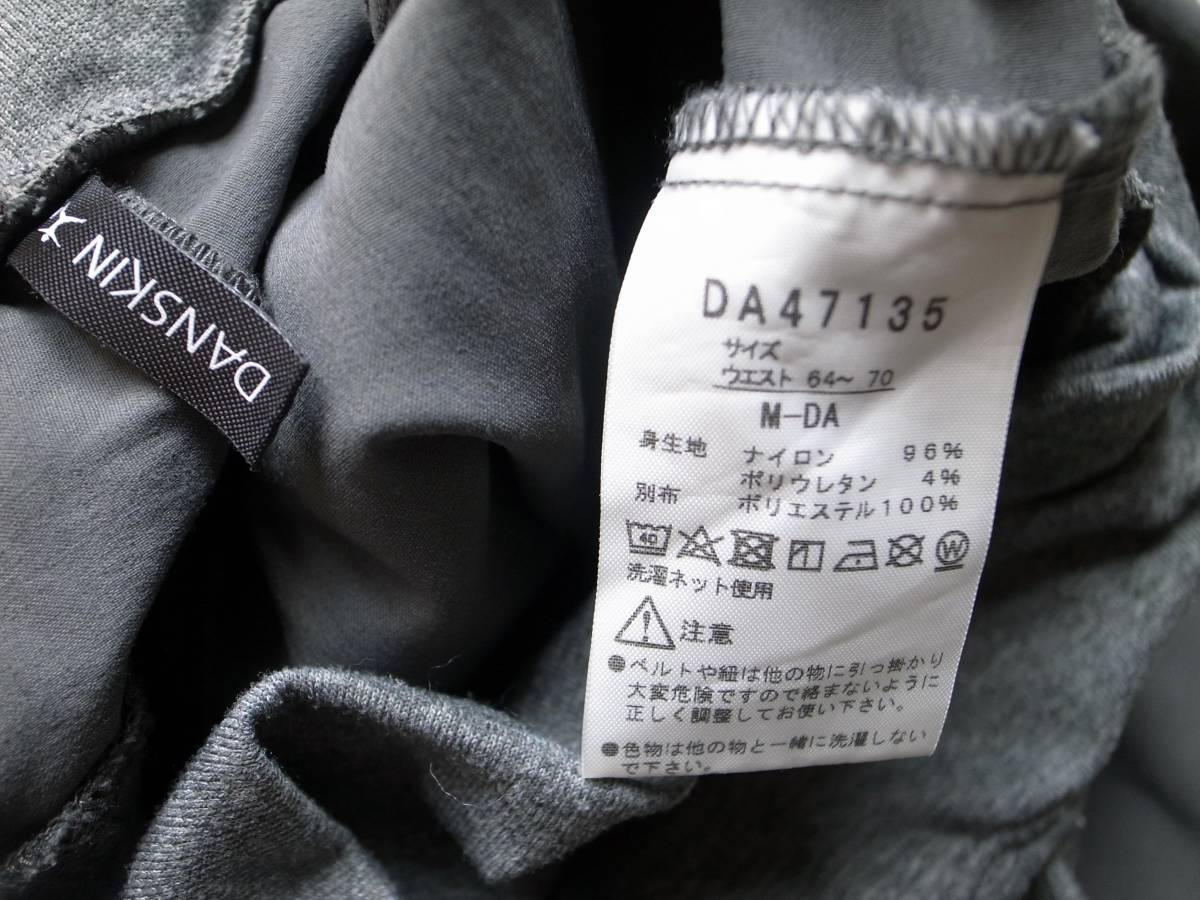 DANSKIN
DA47135
サイズ
ウエスト 64~ 70
M-DA
身生地 ナイロン 96%
ポリウレタン 4%
別布 ポリエステル100%
40
W
洗濯ネット使用
注意
●ベルトや紐は他の物に引っ掛かり
大変危険ですので絡まないように
正しく調整してお使い下さい。
●色物は他の物と一緒に洗濯しない
で下さい。